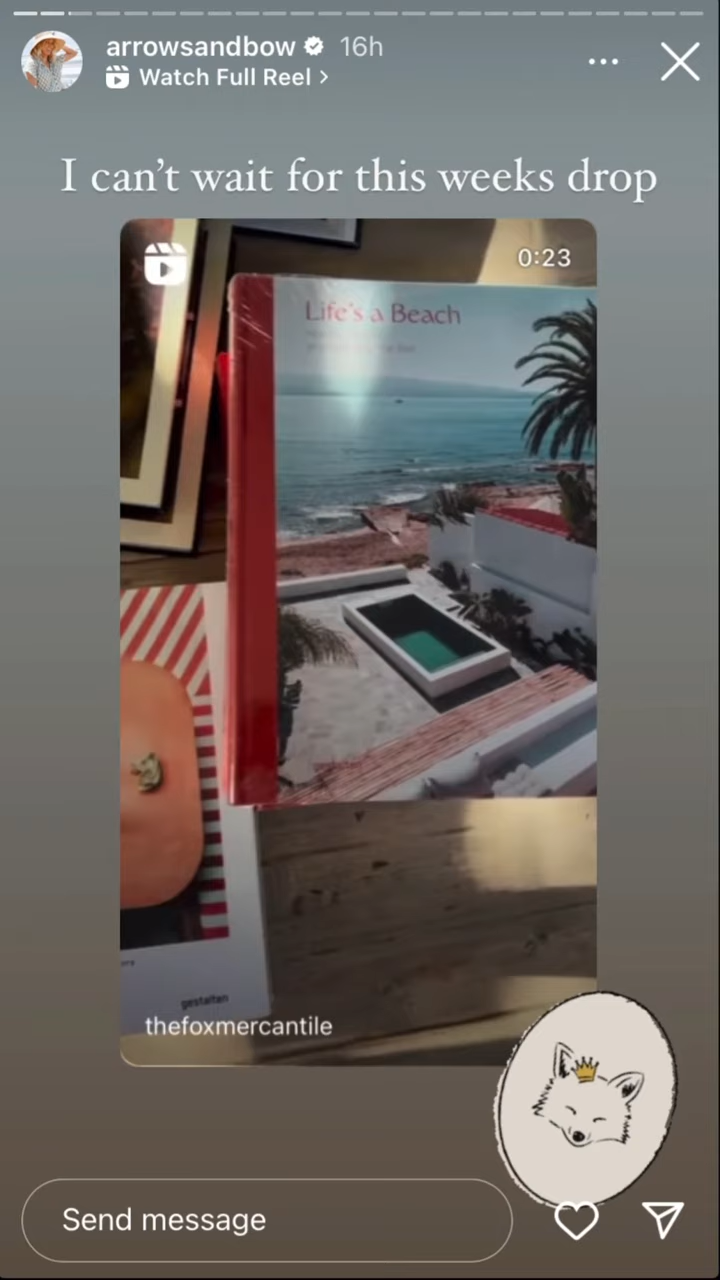 arrowsandbow 16h
Watch Full Reel >
I can't wait for this weeks drop
0:23
Life's a Beach
gestalten
thefoxmercantile
Send message